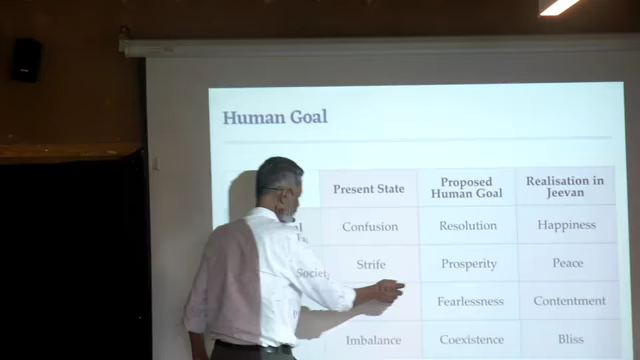 Human Goal
Present State
Proposed
Human Goal
Realisation in
Jeevan
Confusion
Resolution
Happiness
Strife
Prosperity
Peace
Fearlessness
Contentment
Imbalance
Coexistence
Bliss